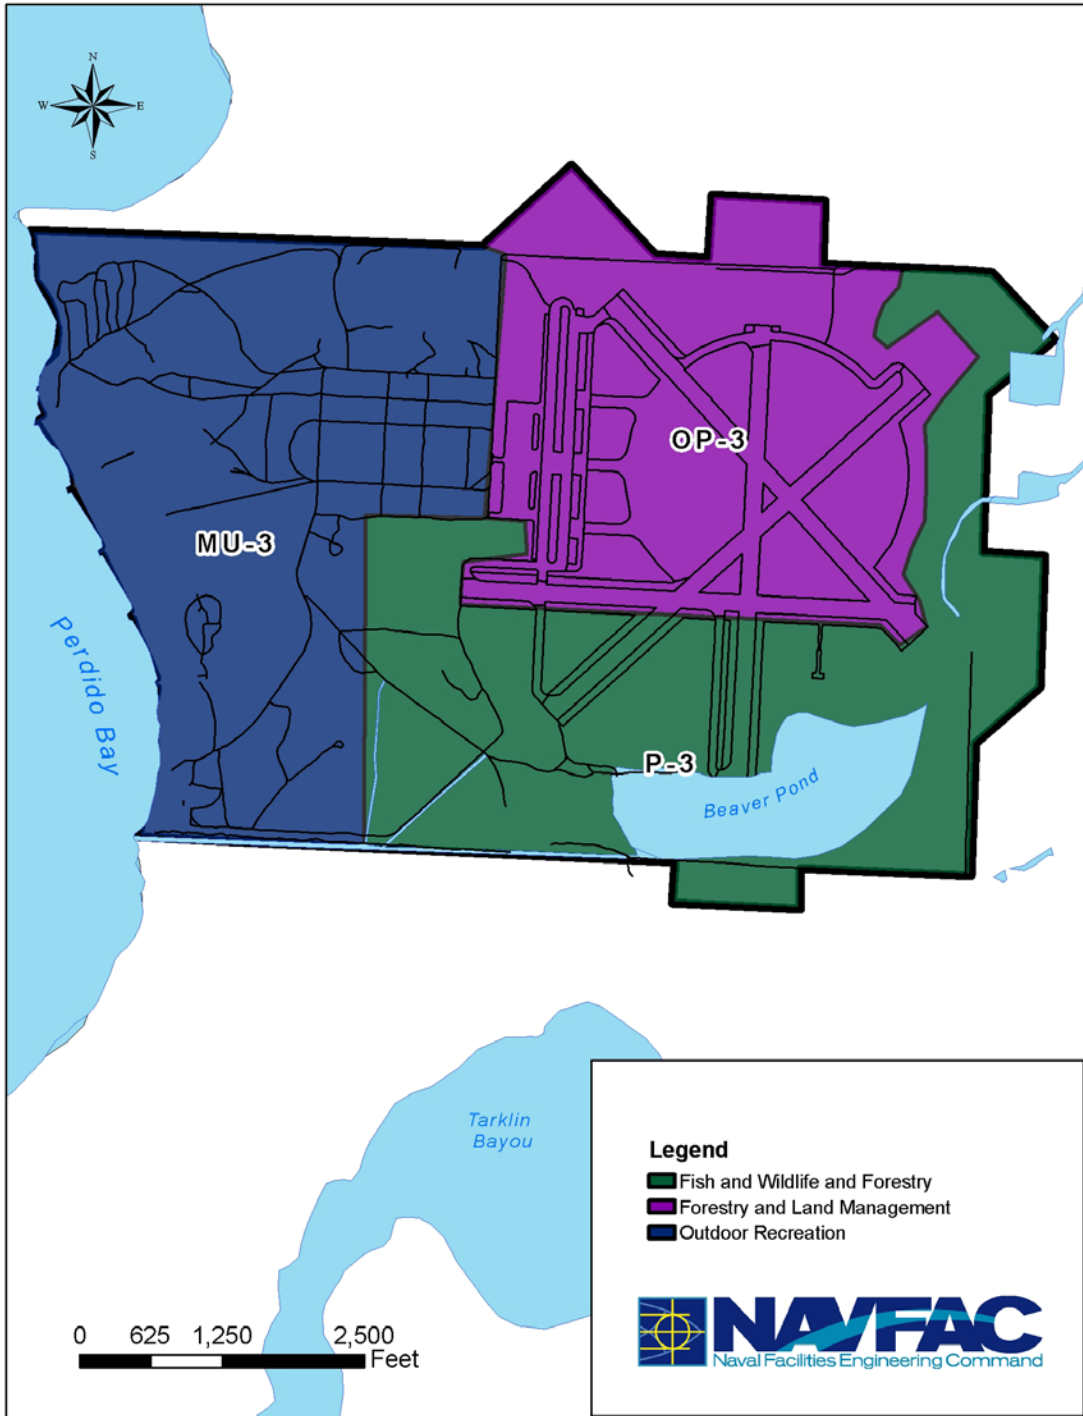 N
W E
S
OP-3
MU-3
Perdido Bay
P-3
Beaver Pond
Tarklin
Bayou
Legend
Fish and Wildlife and Forestry
Forestry and Land Management
Outdoor Recreation
0 625 1,250 2,500
Feet
NAVFAC
Naval Facilities Engineering Command